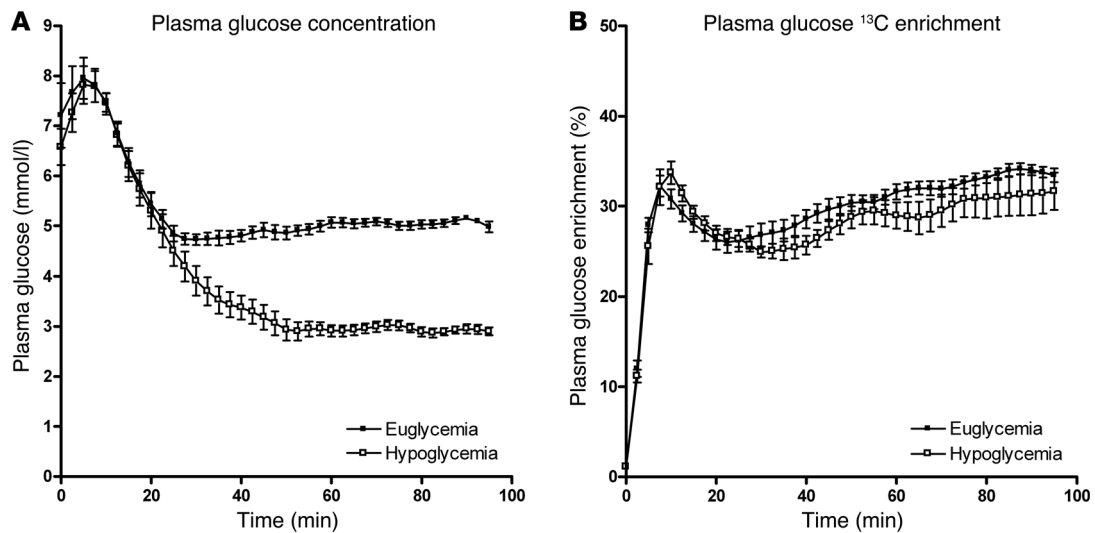 A Plasma glucose concentration
Plasma glucose (mmol/l)
9
8
7
6
5
4
3
2
1
0
0 20 40 60 80 100
Time (min)
Euglycemia
Hypoglycemia
B Plasma glucose ¹³C enrichment
Plasma glucose enrichment (%)
50
40
30
20
10
0
0 20 40 60 80 100
Time (min)
Euglycemia
Hypoglycemia